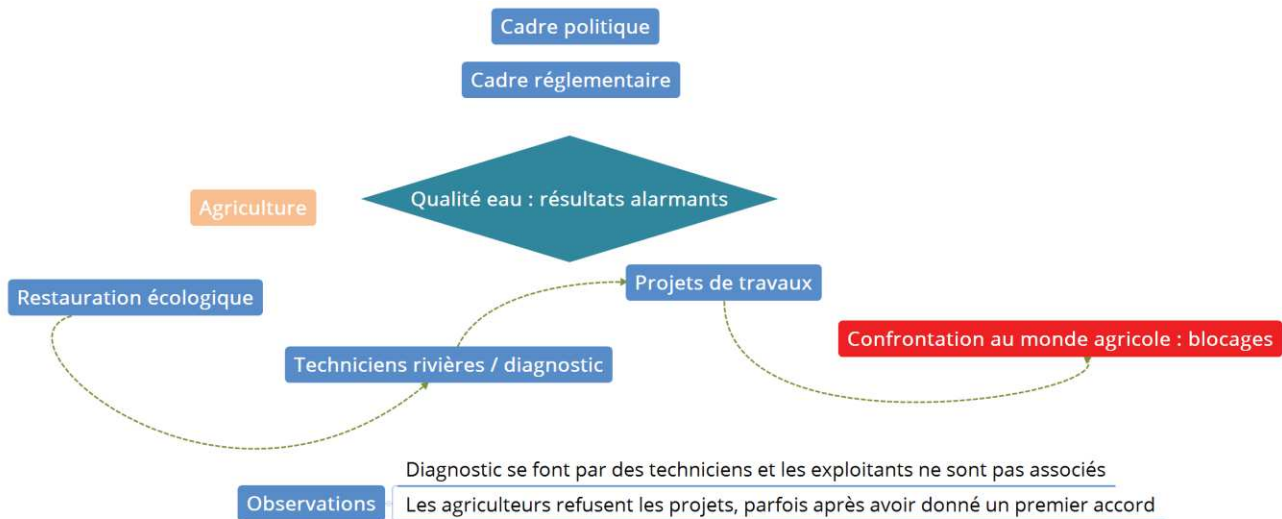 Cadre politique
Cadre réglementaire
Qualité eau : résultats alarmants
Agriculture
Restauration écologique
Projets de travaux
Confrontation au monde agricole : blocages
Techniciens rivières / diagnostic
Diagnostic se font par des techniciens et les exploitants ne sont pas associés
Observations
Les agriculteurs refusent les projets, parfois après avoir donné un premier accord